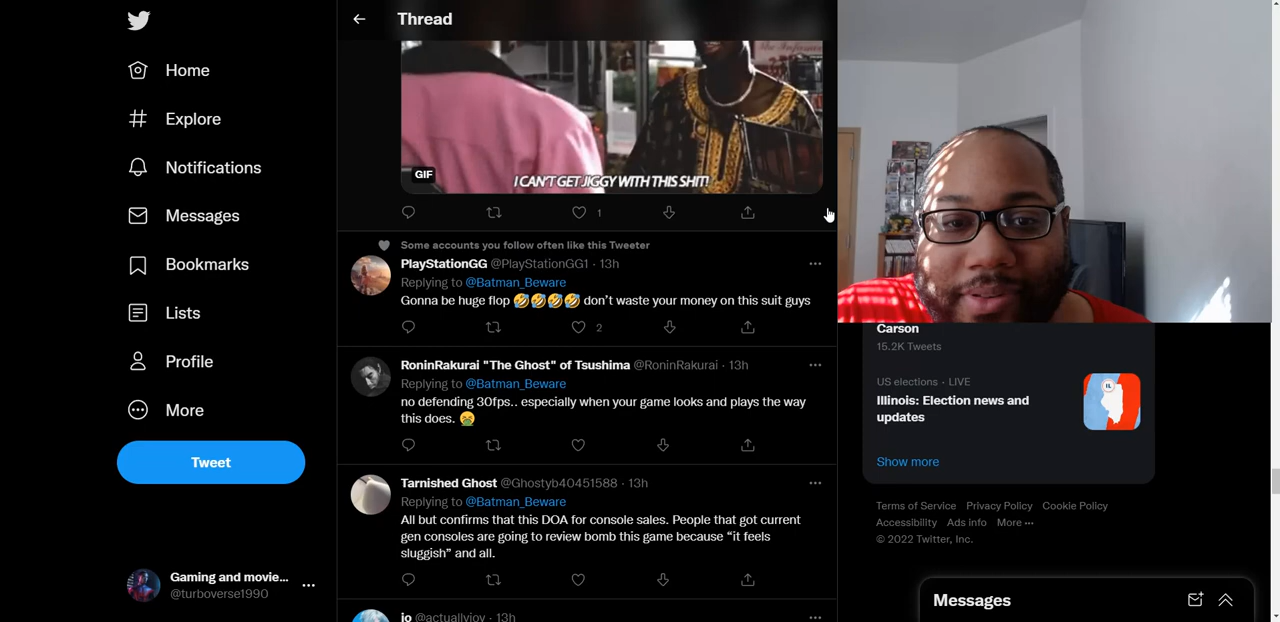 Thread
Home
Explore
Notifications
Messages
Bookmarks
Lists
Profile
More
Tweet
Gaming and movie...
@turboverse1990
GIF
I CAN'T GET JIGGY WITH THIS SHIT!
1
Some accounts you follow often like this Tweeter
PlayStationGG @PlayStationGG1 · 13h
Replying to @Batman_Beware
Gonna be huge flop 🤣🤣🤣🤣 don't waste your money on this suit guys
2
RoninRakurai "The Ghost" of Tsushima @RoninRakurai · 13h
Replying to @Batman_Beware
no defending 30fps.. especially when your game looks and plays the way
this does. 🤮
Tarnished Ghost @Ghostyb40451588 · 13h
Replying to @Batman_Beware
All but confirms that this DOA for console sales. People that got current
gen consoles are going to review bomb this game because “it feels
sluggish” and all.
jo @actuallyjoy · 13h
Carson
15.2K Tweets
US elections · LIVE
Illinois: Election news and
updates
Show more
Terms of Service Privacy Policy Cookie Policy
Accessibility Ads info More ···
© 2022 Twitter, Inc.
Messages